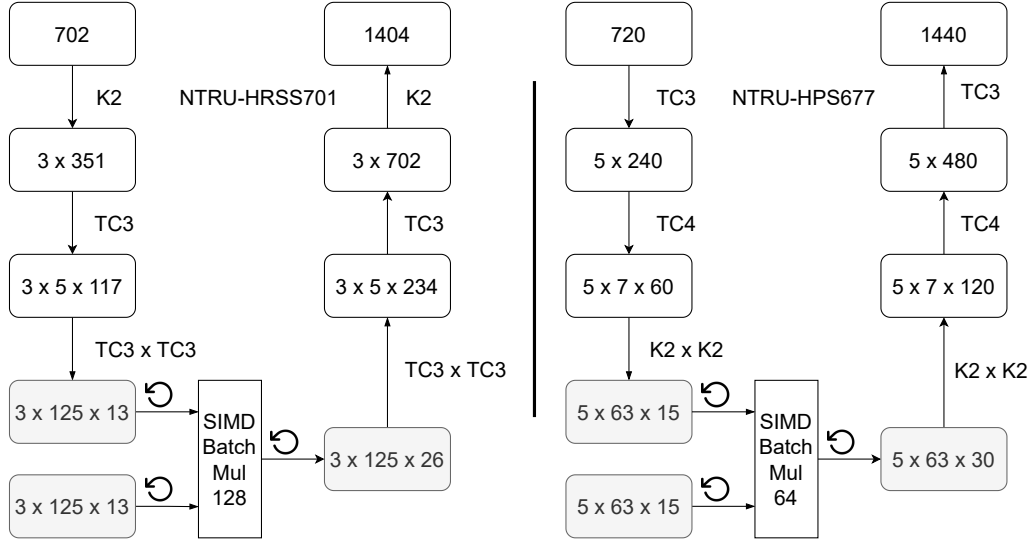 702
1404
K2
NTRU-HRSS701
K2
3 x 351
3 x 702
TC3
TC3
3 x 5 x 117
3 x 5 x 234
TC3 x TC3
TC3 x TC3
3 x 125 x 13
SIMD
Batch
Mul
128
3 x 125 x 26
3 x 125 x 13
720
1440
TC3
NTRU-HPS677
TC3
5 x 240
5 x 480
TC4
TC4
5 x 7 x 60
5 x 7 x 120
K2 x K2
K2 x K2
5 x 63 x 15
SIMD
Batch
Mul
64
5 x 63 x 30
5 x 63 x 15